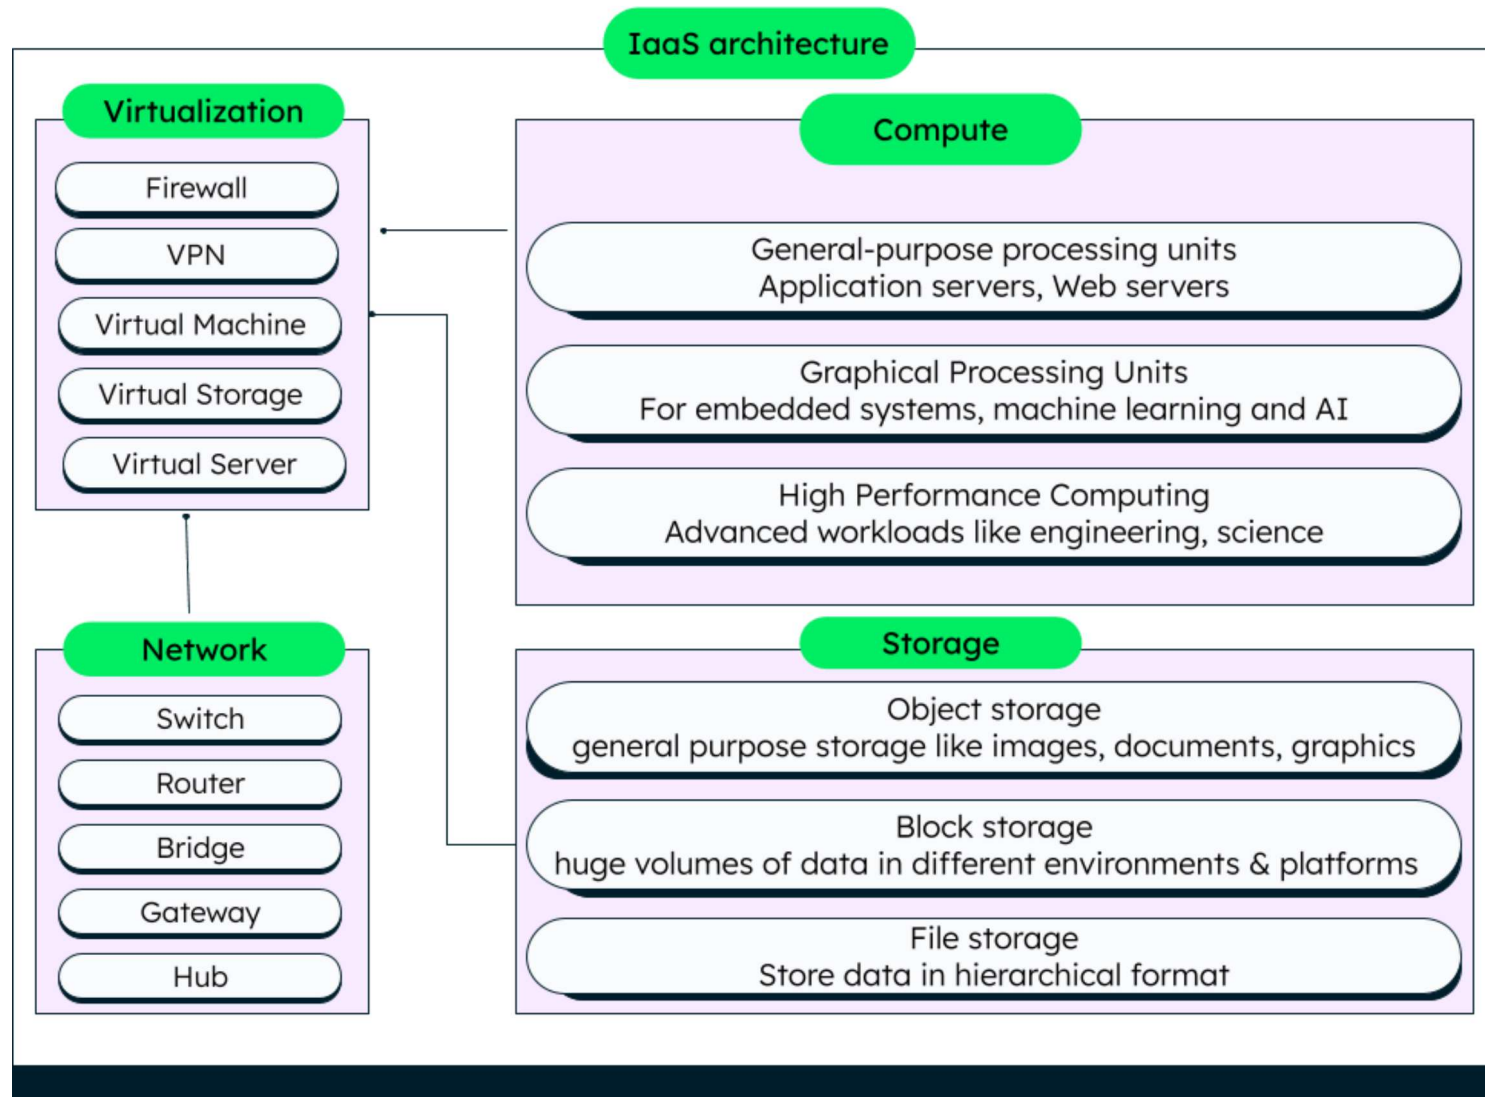 IaaS architecture
Virtualization
Firewall
VPN
Virtual Machine
Virtual Storage
Virtual Server
Compute
General-purpose processing units
Application servers, Web servers
Graphical Processing Units
For embedded systems, machine learning and AI
High Performance Computing
Advanced workloads like engineering, science
Network
Switch
Router
Bridge
Gateway
Hub
Storage
Object storage
general purpose storage like images, documents, graphics
Block storage
huge volumes of data in different environments & platforms
File storage
Store data in hierarchical format